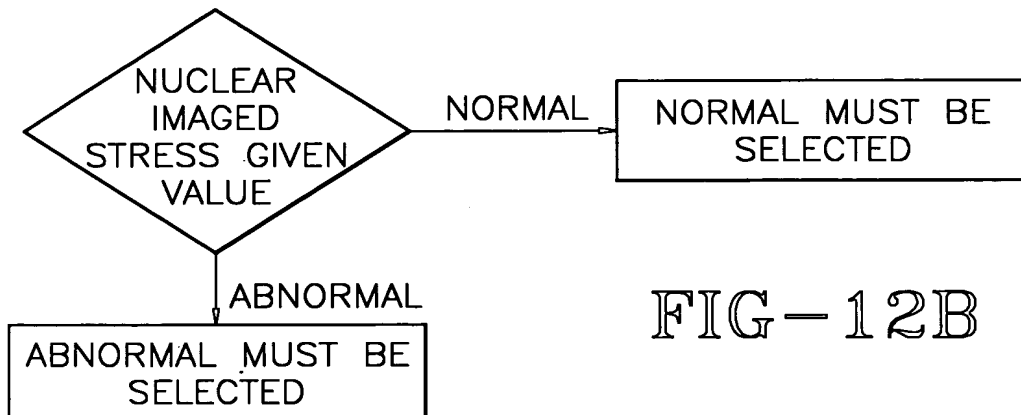 NUCLEAR
IMAGED
STRESS GIVEN
VALUE
NORMAL
NORMAL MUST BE
SELECTED
ABNORMAL
ABNORMAL MUST BE
SELECTED
FIG-12B